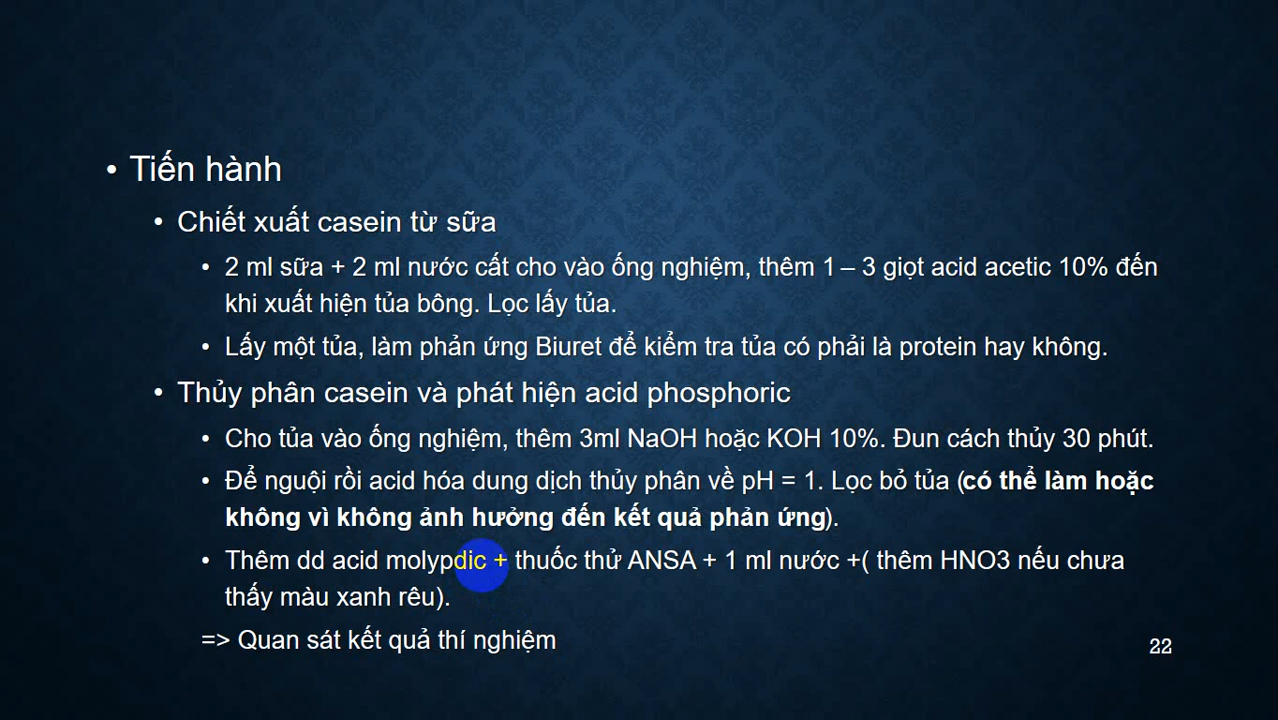 • Tiến hành
• Chiết xuất casein từ sữa
• 2 ml sữa + 2 ml nước cất cho vào ống nghiệm, thêm 1 – 3 giọt acid acetic 10% đến
khi xuất hiện tủa bông. Lọc lấy tủa.
• Lấy một tủa, làm phản ứng Biuret để kiểm tra tủa có phải là protein hay không.
• Thủy phân casein và phát hiện acid phosphoric
• Cho tủa vào ống nghiệm, thêm 3ml NaOH hoặc KOH 10%. Đun cách thủy 30 phút.
• Để nguội rồi acid hóa dung dịch thủy phân về pH = 1. Lọc bỏ tủa (có thể làm hoặc
không vì không ảnh hưởng đến kết quả phản ứng).
• Thêm dd acid molypdic + thuốc thử ANSA + 1 ml nước +( thêm HNO3 nếu chưa
thấy màu xanh rêu).
=> Quan sát kết quả thí nghiệm
22